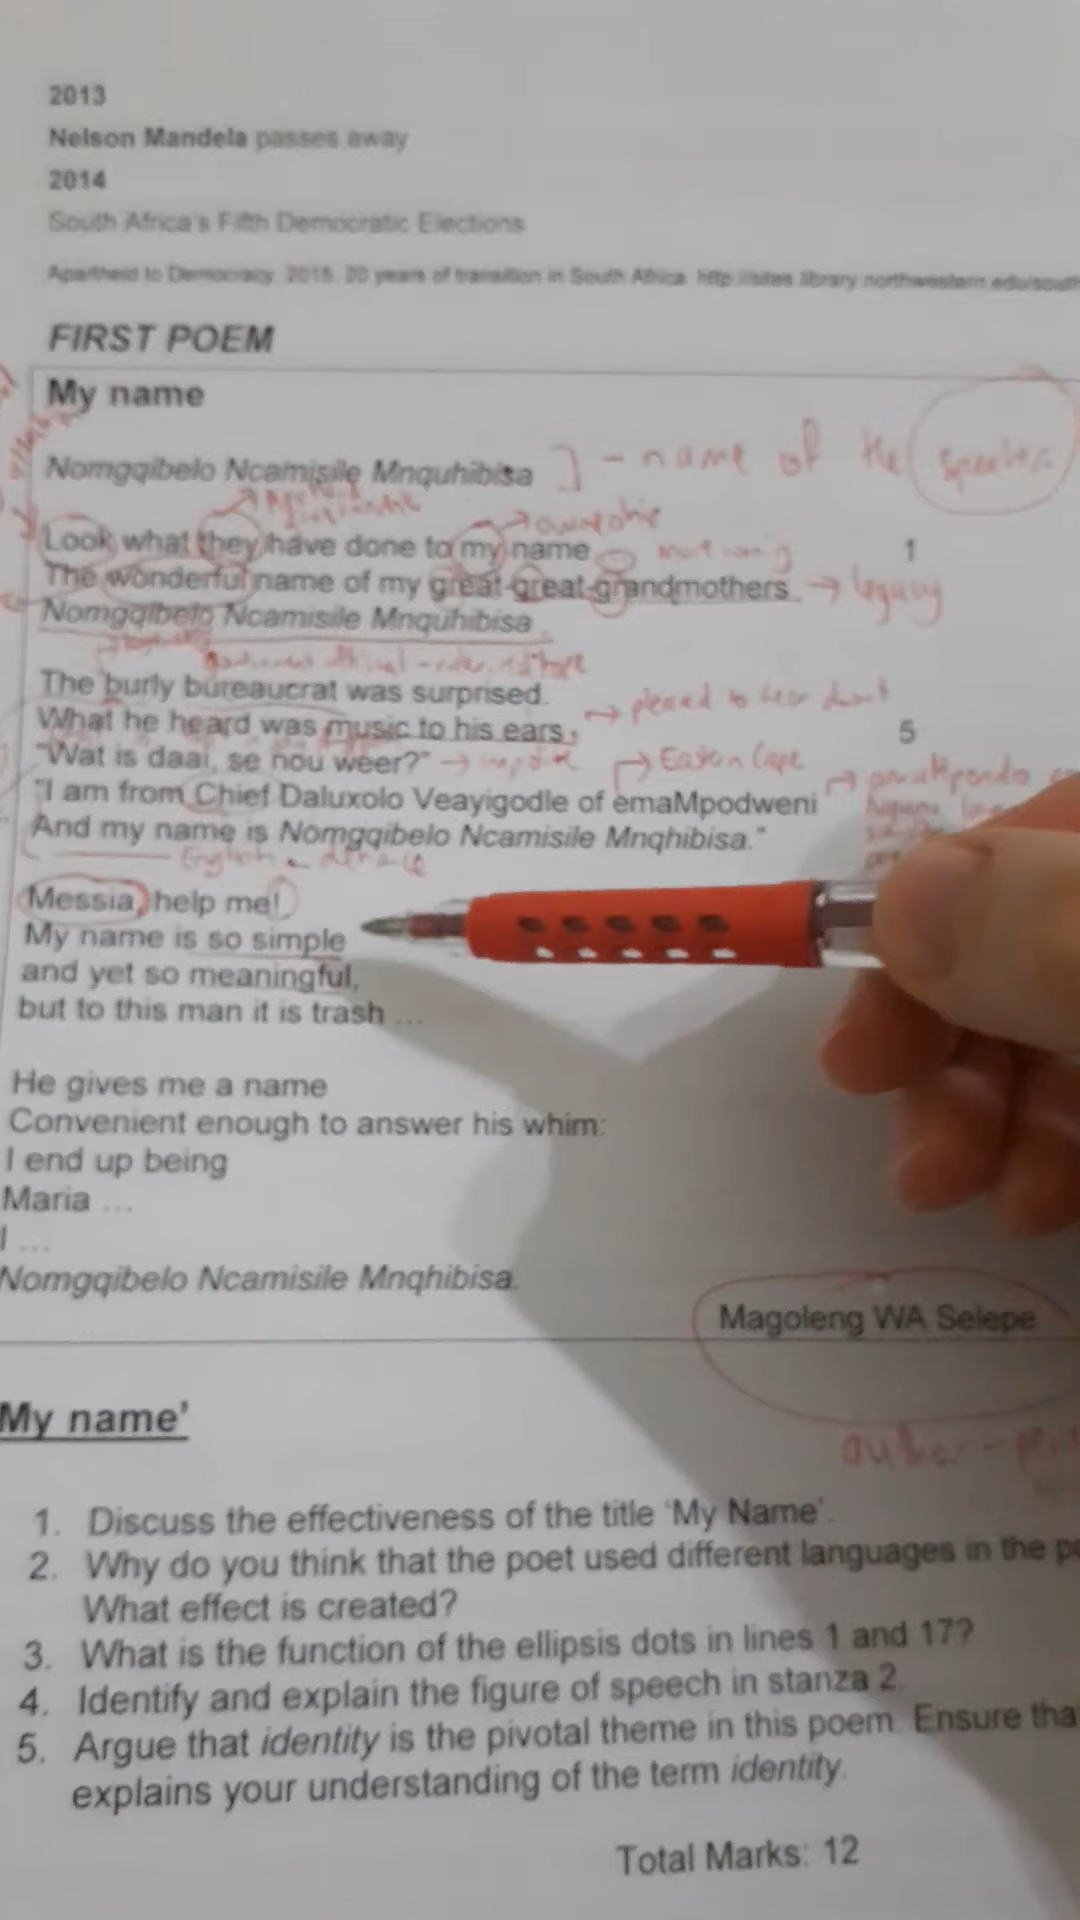 2013
Nelson Mandela passes away
2014
South Africa's Fifth Democratic Elections
Apartheid to Democracy. 2015. 20 years of transition in South Africa. http://sites.library.northwestern.edu/south
FIRST POEM
My name
Nomgqibelo Ncamisile Mnquhibisa ] - name of the speaker
ownership
Look what they have done to my name 1
The wonderful name of my great-great-grandmothers → legacy
Nomgqibelo Ncamisile Mnquhibisa
The burly bureaucrat was surprised.
What he heard was music to his ears. → pleased to hear
5
"Wat is daai, sê nou weer?" → Eastern Cape
"I am from Chief Daluxolo Veayigodle of emaMpodweni → amaMpondo
And my name is Nomgqibelo Ncamisile Mnqhibisa."
English
Messia, help me!
My name is so simple
and yet so meaningful,
but to this man it is trash ...
He gives me a name
Convenient enough to answer his whim:
I end up being
Maria ...
I ...
Nomgqibelo Ncamisile Mnqhibisa.
Magoleng WA Selepe
author -
My name'
1. Discuss the effectiveness of the title 'My Name'.
2. Why do you think that the poet used different languages in the
What effect is created?
3. What is the function of the ellipsis dots in lines 1 and 17?
4. Identify and explain the figure of speech in stanza 2.
5. Argue that identity is the pivotal theme in this poem. Ensure
explains your understanding of the term identity.
Total Marks: 12